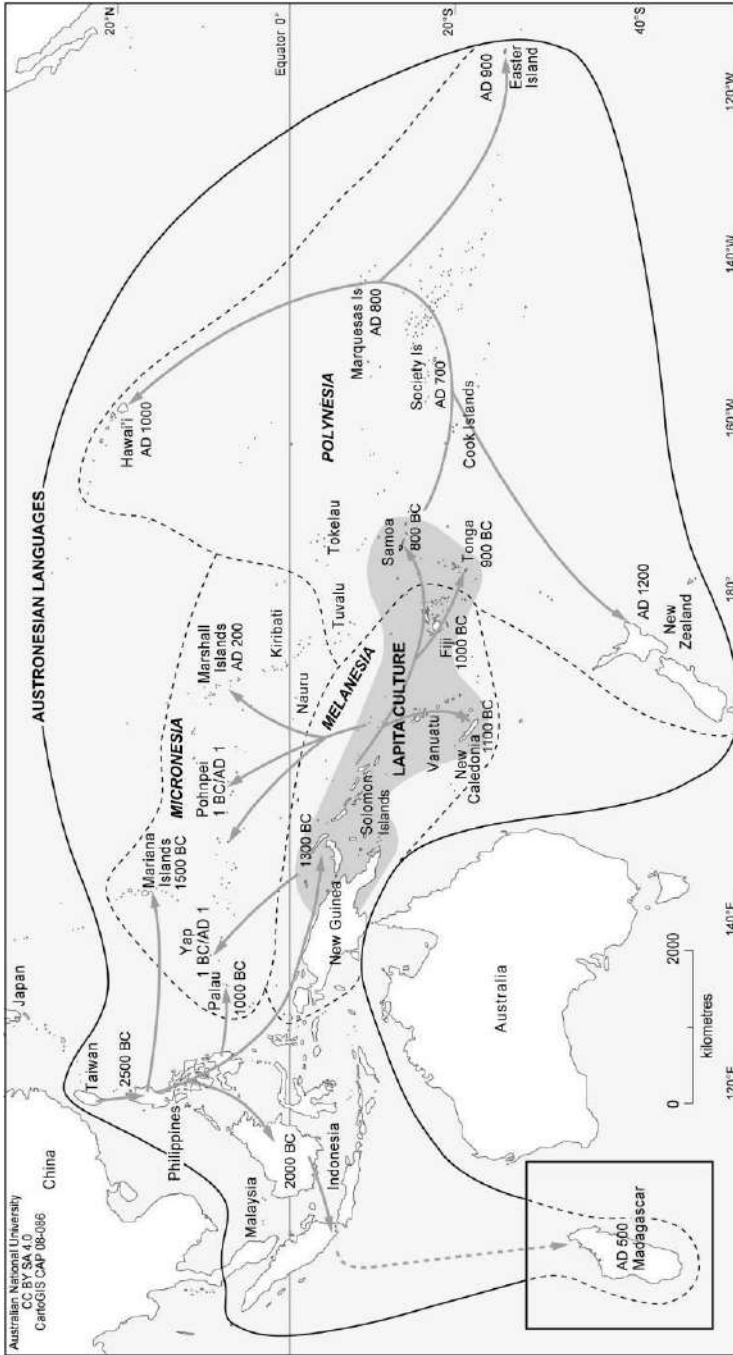 Australian National University
CC BY SA 4.0
CartoGIS CAP 08-086
AUSTRONESIAN LANGUAGES
China
Japan
Taiwan
2500 BC
Philippines
Malaysia
2000 BC
Indonesia
Mariana
Islands
1500 BC
Yap
1 BC/AD 1
Palau
1000 BC
MICRONESIA
Pohnpei
1 BC/AD 1
Marshall
Islands
AD 200
Kiribati
Nauru
Tuvalu
Tokelau
MELANESIA
1300 BC
New Guinea
Solomon
Islands
LAPITA CULTURE
Vanuatu
New
Caledonia
1100 BC
Fiji
1000 BC
Samoa
800 BC
Tonga
900 BC
POLYNESIA
Hawai'i
AD 1000
Marquesas Is
AD 800
Society Is
AD 700
Cook Islands
AD 900
Easter
Island
AD 1200
New
Zealand
Australia
AD 500
Madagascar
0
2000
kilometres
20°N
Equator 0°
20°S
40°S
120°E
140°E
160°E
180°
160°W
140°W
120°W